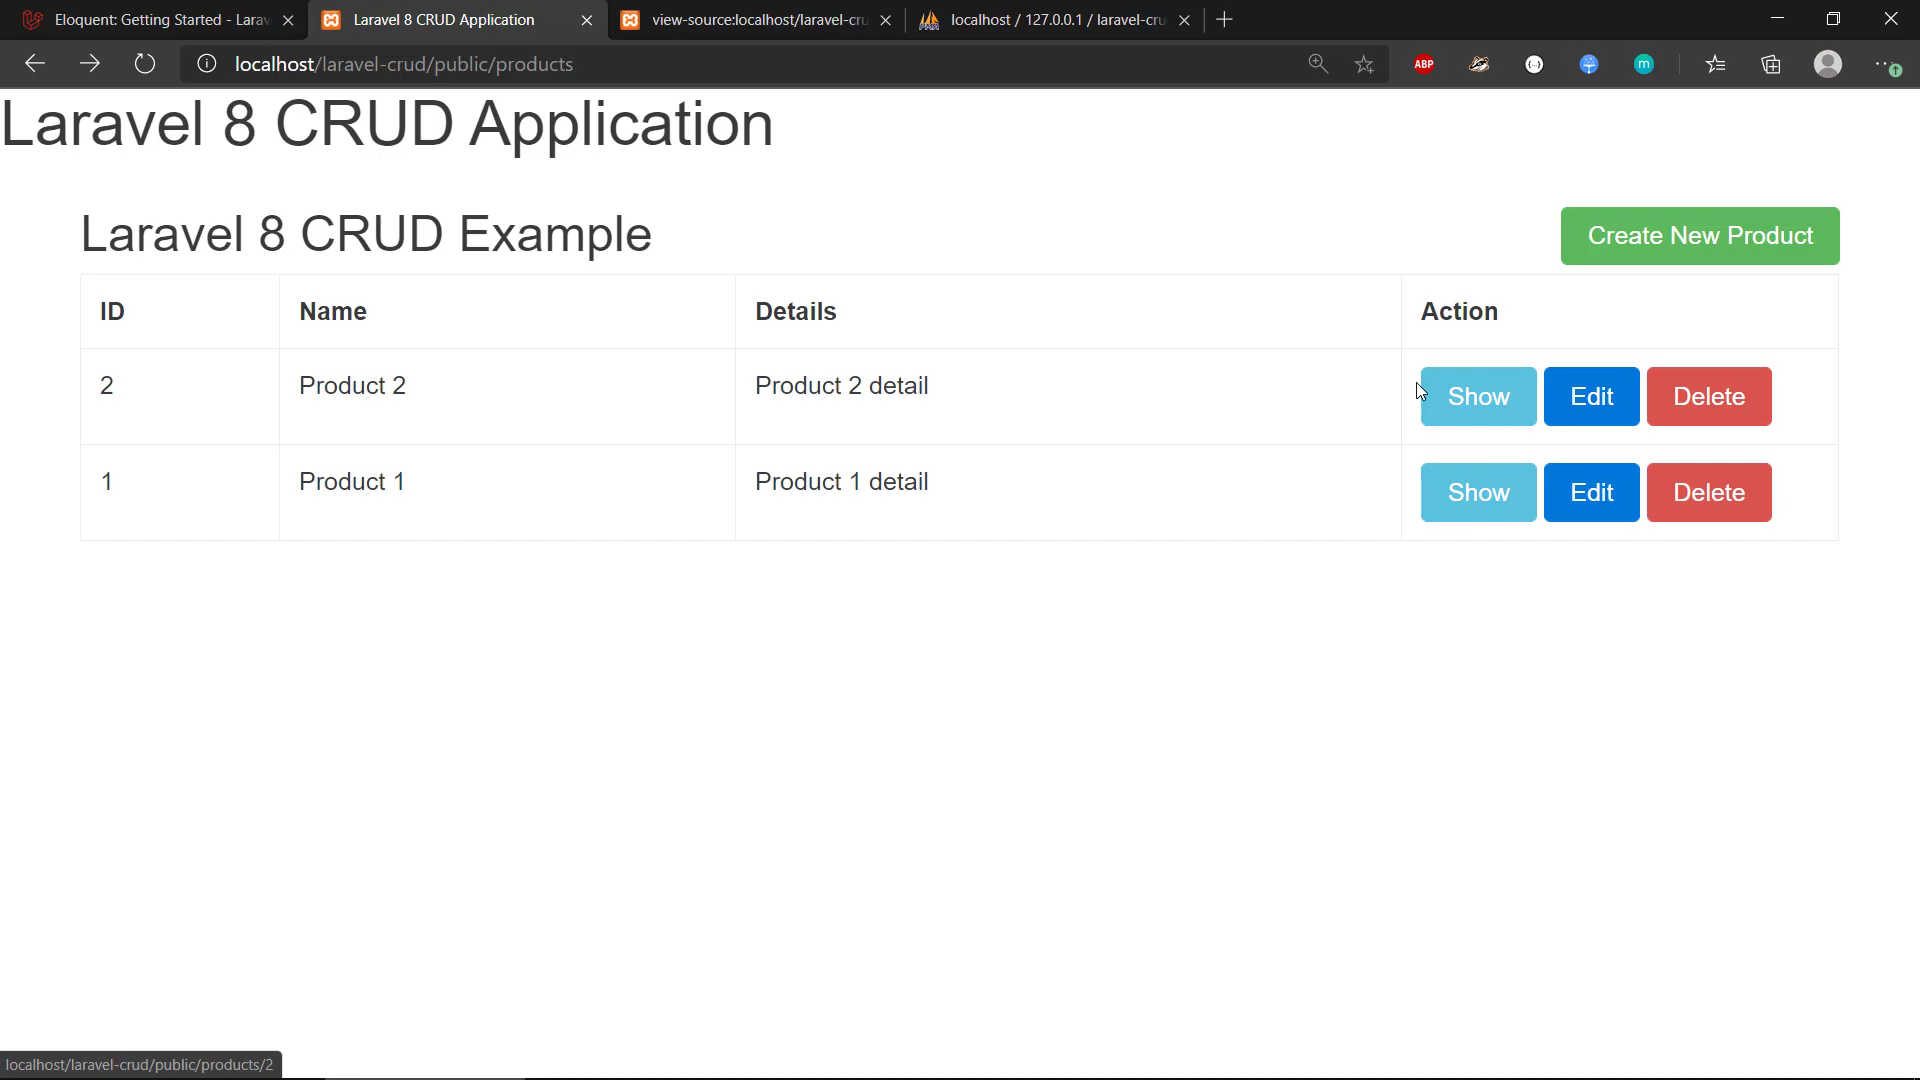 Eloquent: Getting Started - Larav
Laravel 8 CRUD Application
view-source:localhost/laravel-cru
localhost / 127.0.0.1 / laravel-cru
localhost/laravel-crud/public/products
ABP
m
Laravel 8 CRUD Application
Laravel 8 CRUD Example
Create New Product
ID Name Details Action
2 Product 2 Product 2 detail Show Edit Delete
1 Product 1 Product 1 detail Show Edit Delete
localhost/laravel-crud/public/products/2